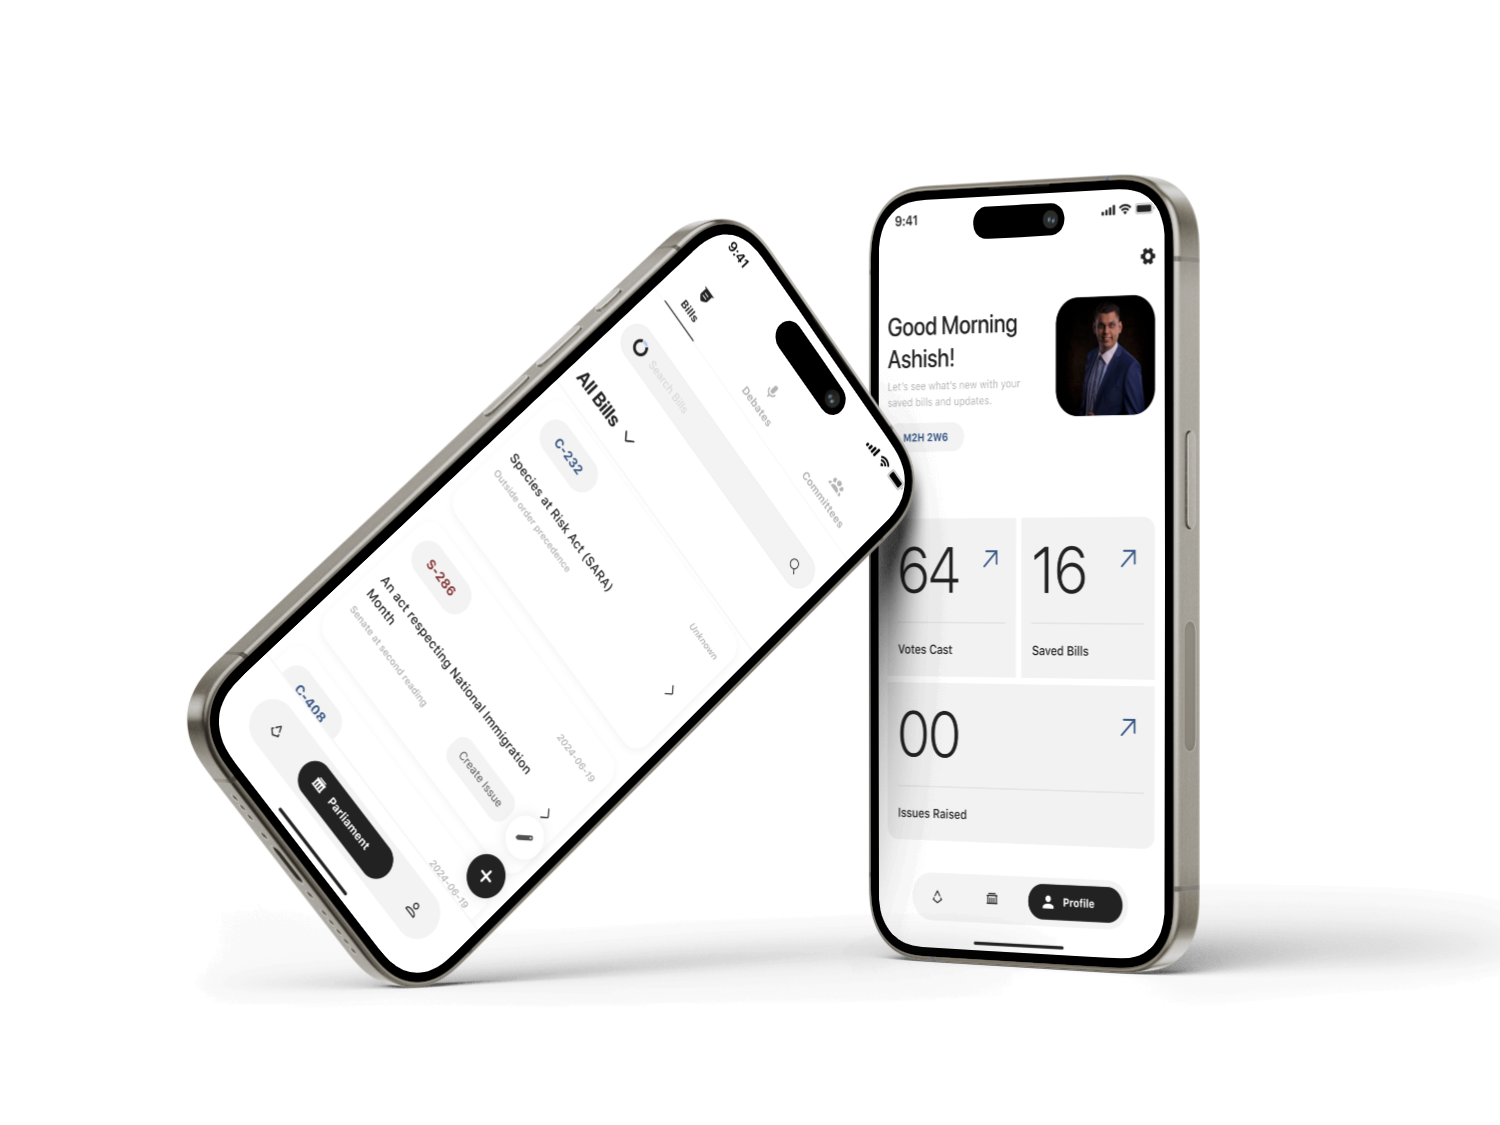 9:41
Bills
Debates
Committees
Search Bills
All Bills
C-232
Species at Risk Act (SARA)
Outside order precedence
Unknown
S-286
An act respecting National Immigration
Month
Senate at second reading
2024-06-19
Create Issue
C-408
2024-06-19
Parliament
9:41
Good Morning
Ashish!
Let's see what's new with your
saved bills and updates.
M2H 2W6
64
Votes Cast
16
Saved Bills
00
Issues Raised
Profile